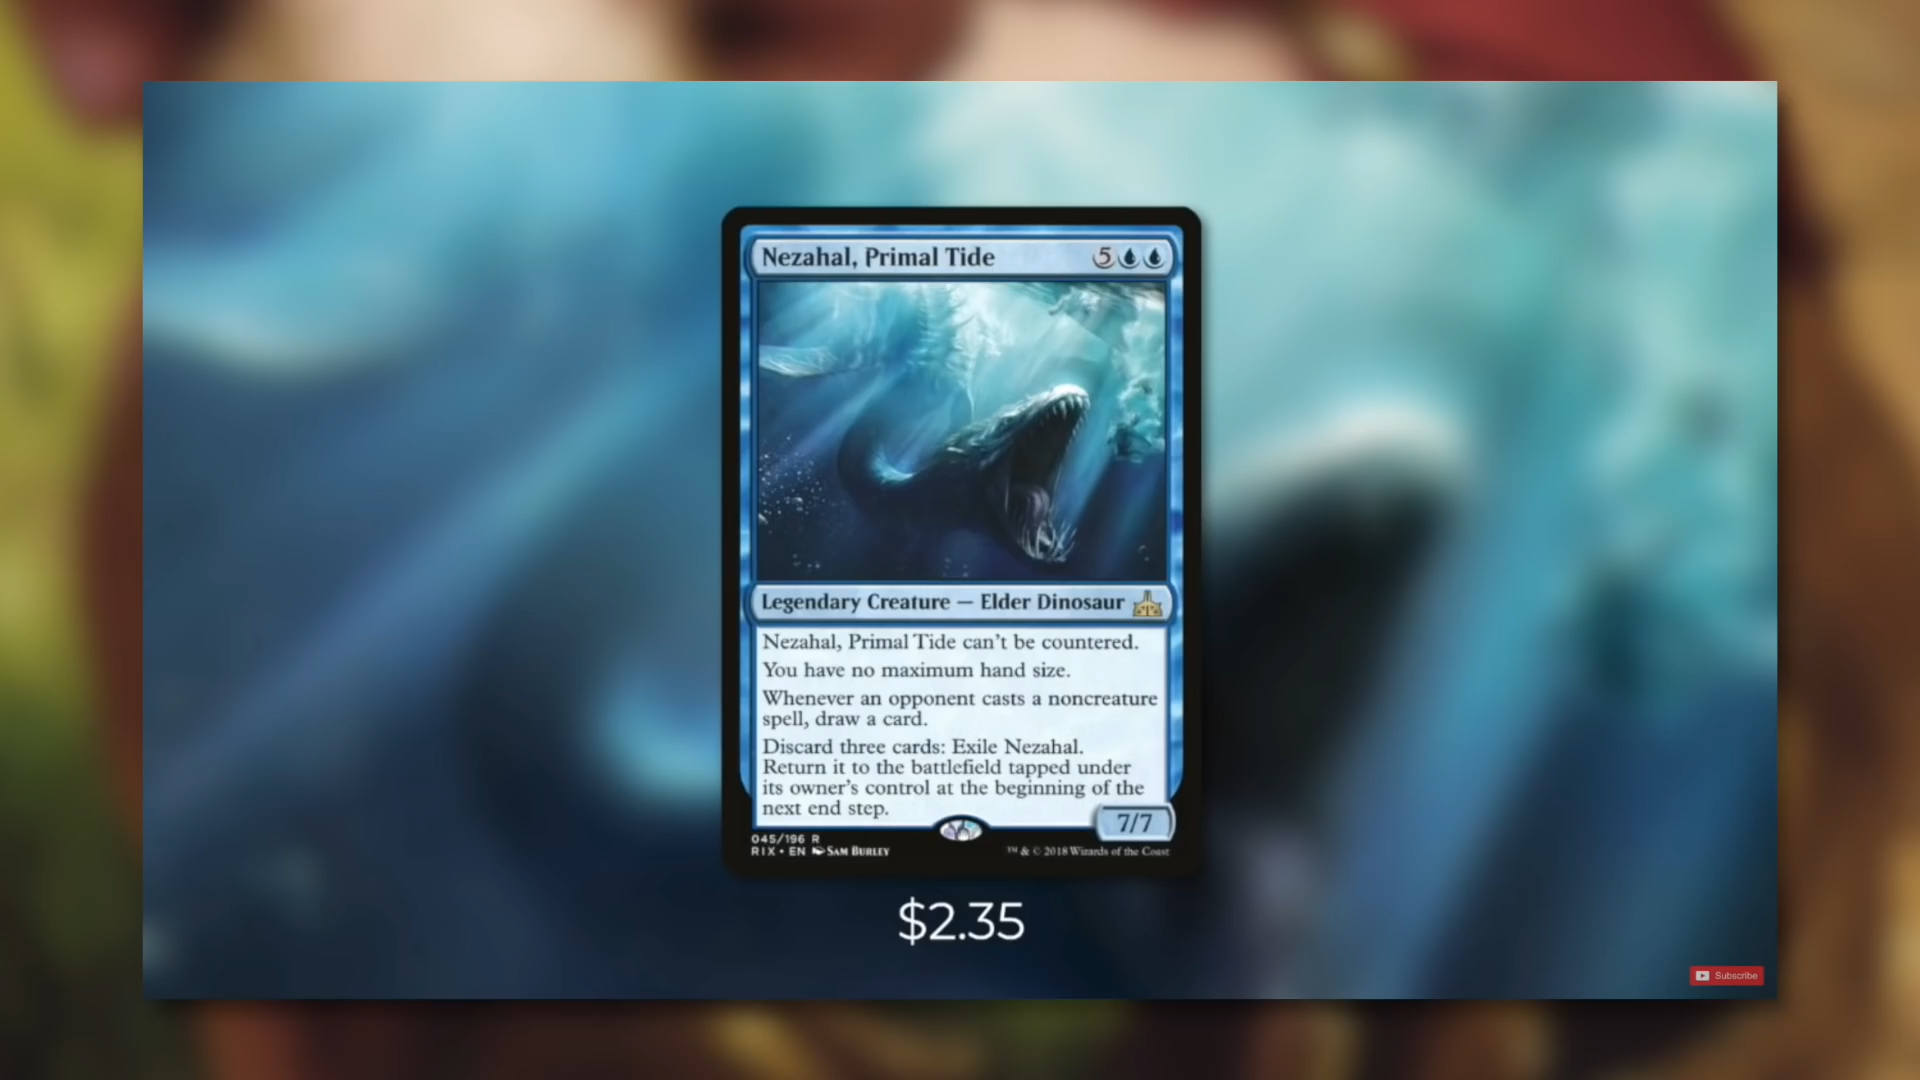 Nezahal, Primal Tide 5
Legendary Creature — Elder Dinosaur
Nezahal, Primal Tide can't be countered.
You have no maximum hand size.
Whenever an opponent casts a noncreature
spell, draw a card.
Discard three cards: Exile Nezahal.
Return it to the battlefield tapped under
its owner's control at the beginning of the
next end step.
7/7
045/196 R
RIX • EN SAM BURLEY
™ & © 2018 Wizards of the Coast
$2.35
Subscribe